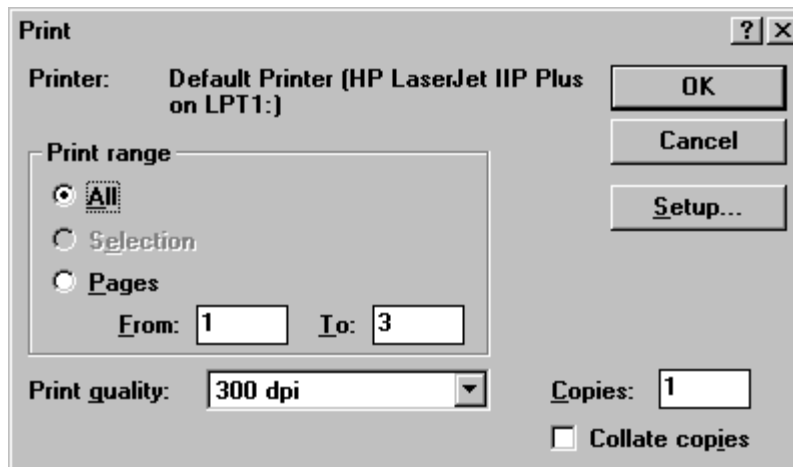 Print
Printer: Default Printer (HP LaserJet IIP Plus
on LPT1:)
OK
Cancel
Setup...
Print range
All
Selection
Pages
From: 1 To: 3
Print quality: 300 dpi
Copies: 1
Collate copies